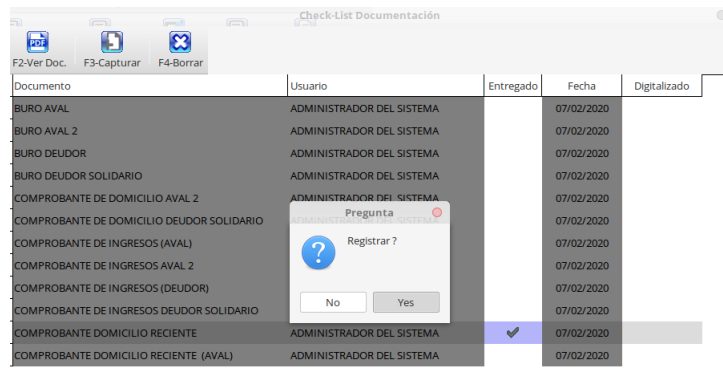 Check-List Documentación
F2-Ver Doc. F3-Capturar F4-Borrar
Documento Usuario Entregado Fecha Digitalizado
BURO AVAL ADMINISTRADOR DEL SISTEMA 07/02/2020
BURO AVAL 2 ADMINISTRADOR DEL SISTEMA 07/02/2020
BURO DEUDOR ADMINISTRADOR DEL SISTEMA 07/02/2020
BURO DEUDOR SOLIDARIO ADMINISTRADOR DEL SISTEMA 07/02/2020
COMPROBANTE DE DOMICILIO AVAL 2 ADMINISTRADOR DEL SISTEMA 07/02/2020
COMPROBANTE DE DOMICILIO DEUDOR SOLIDARIO ADMINISTRADOR DEL SISTEMA 07/02/2020
COMPROBANTE DE INGRESOS (AVAL) 07/02/2020
COMPROBANTE DE INGRESOS AVAL 2 07/02/2020
COMPROBANTE DE INGRESOS (DEUDOR) 07/02/2020
COMPROBANTE DE INGRESOS DEUDOR SOLIDARIO 07/02/2020
COMPROBANTE DOMICILIO RECIENTE ADMINISTRADOR DEL SISTEMA 07/02/2020
COMPROBANTE DOMICILIO RECIENTE (AVAL) ADMINISTRADOR DEL SISTEMA 07/02/2020
Pregunta
Registrar ?
No Yes